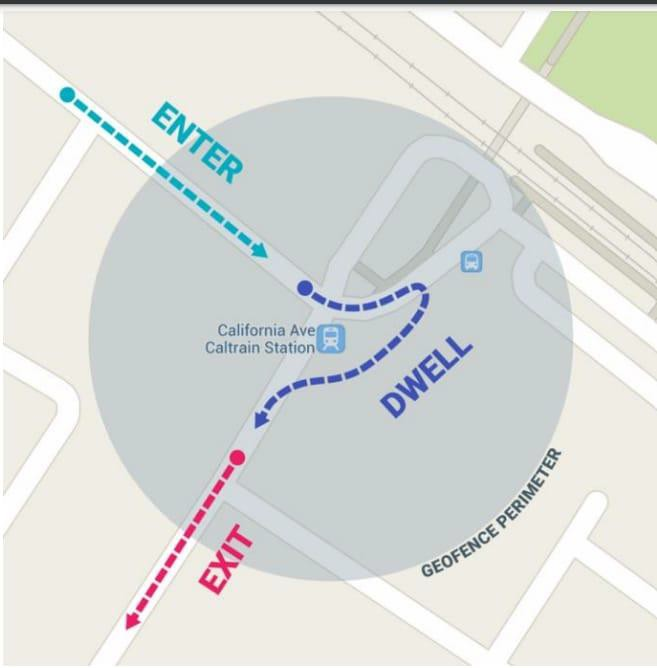 ENTER
California Ave
Caltrain Station
DWELL
GEOFENCE PERIMETER
EXIT